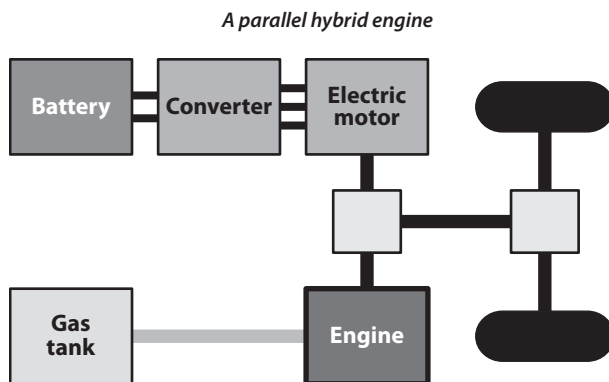 A parallel hybrid engine
Battery
Converter
Electric
motor
Gas
tank
Engine